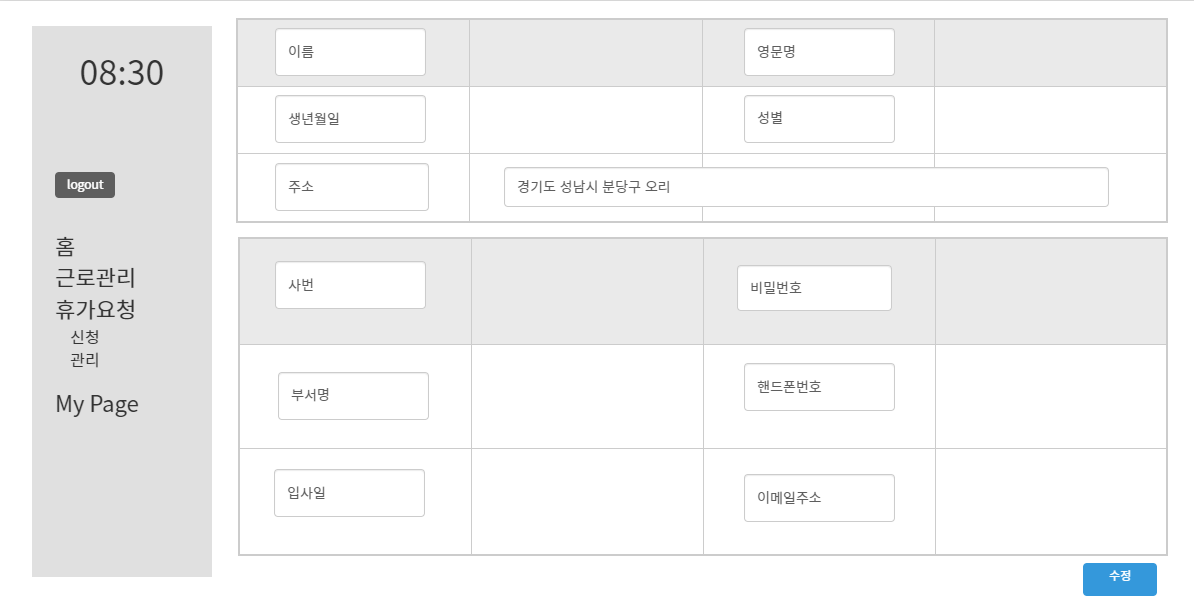 08:30
logout
홈
근로관리
휴가요청
신청
관리
My Page
이름
영문명
생년월일
성별
주소
경기도 성남시 분당구 오리
사번
비밀번호
부서명
핸드폰번호
입사일
이메일주소
수정